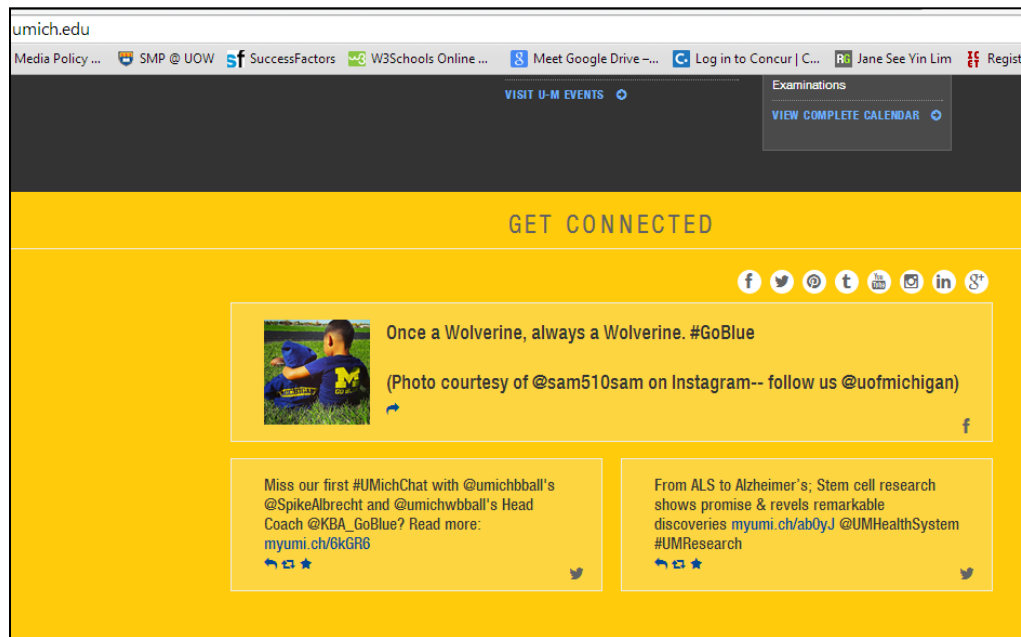 umich.edu
Media Policy ... SMP @ UOW SuccessFactors W3Schools Online ... Meet Google Drive –... Log in to Concur | C... RG Jane See Yin Lim Regist
VISIT U-M EVENTS
Examinations
VIEW COMPLETE CALENDAR
GET CONNECTED
Once a Wolverine, always a Wolverine. #GoBlue
(Photo courtesy of @sam510sam on Instagram-- follow us @uofmichigan)
Miss our first #UMichChat with @umichbball's
@SpikeAlbrecht and @umichwbball's Head
Coach @KBA_GoBlue? Read more:
myumi.ch/6kGR6
From ALS to Alzheimer's; Stem cell research
shows promise & revels remarkable
discoveries myumi.ch/ab0yJ @UMHealthSystem
#UMResearch